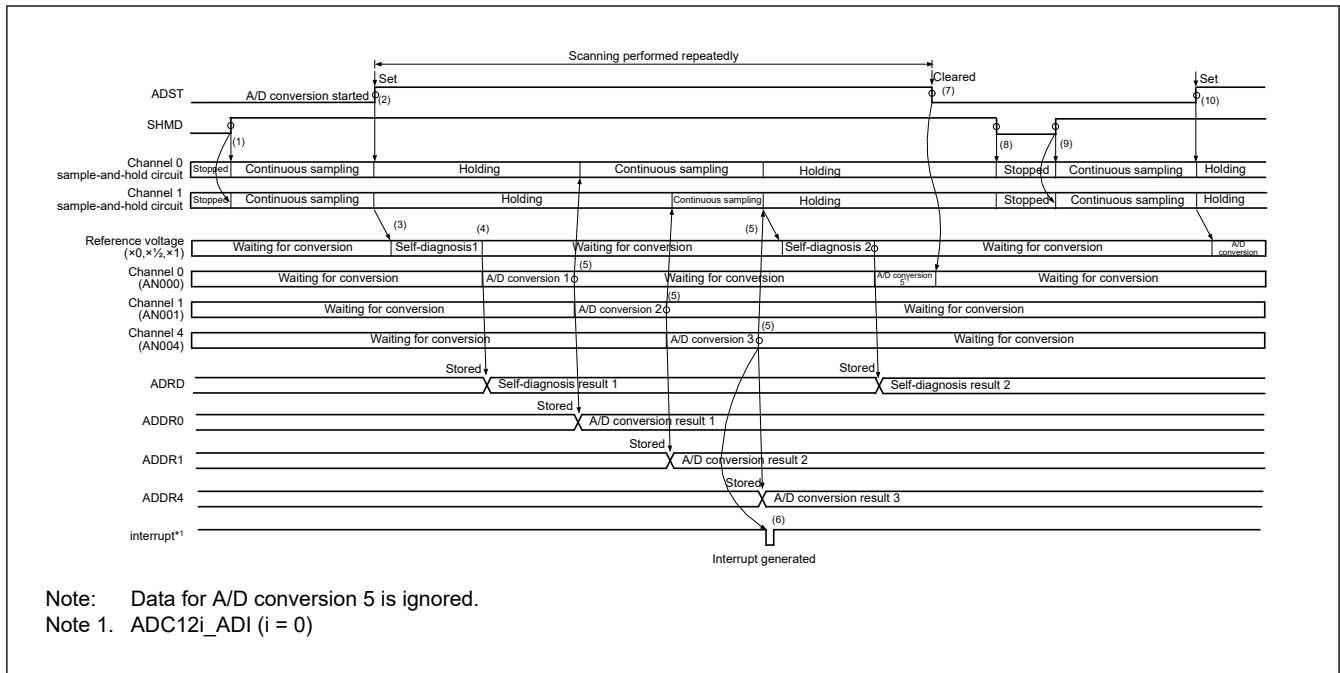 Scanning performed repeatedly
Set
Cleared
Set
ADST
A/D conversion started
(2)
(7)
(10)
SHMD
(1)
(8)
(9)
Channel 0
sample-and-hold circuit
Stopped
Continuous sampling
Holding
Continuous sampling
Holding
Stopped
Continuous sampling
Holding
Channel 1
sample-and-hold circuit
Stopped
Continuous sampling
Holding
Continuous sampling
Holding
Stopped
Continuous sampling
Holding
(3)
(4)
(5)
Reference voltage
(×0,×½,×1)
Waiting for conversion
Self-diagnosis1
Waiting for conversion
Self-diagnosis 2
Waiting for conversion
A/D
conversion
(5)
Channel 0
(AN000)
Waiting for conversion
A/D conversion 1
Waiting for conversion
A/D conversion
5*1
Waiting for conversion
(5)
Channel 1
(AN001)
Waiting for conversion
A/D conversion 2
Waiting for conversion
(5)
Channel 4
(AN004)
Waiting for conversion
A/D conversion 3
Waiting for conversion
Stored
Stored
ADRD
Self-diagnosis result 1
Self-diagnosis result 2
Stored
ADDR0
A/D conversion result 1
Stored
ADDR1
A/D conversion result 2
Stored
ADDR4
A/D conversion result 3
(6)
interrupt*1
Interrupt generated
Note: Data for A/D conversion 5 is ignored.
Note 1. ADC12i_ADI (i = 0)